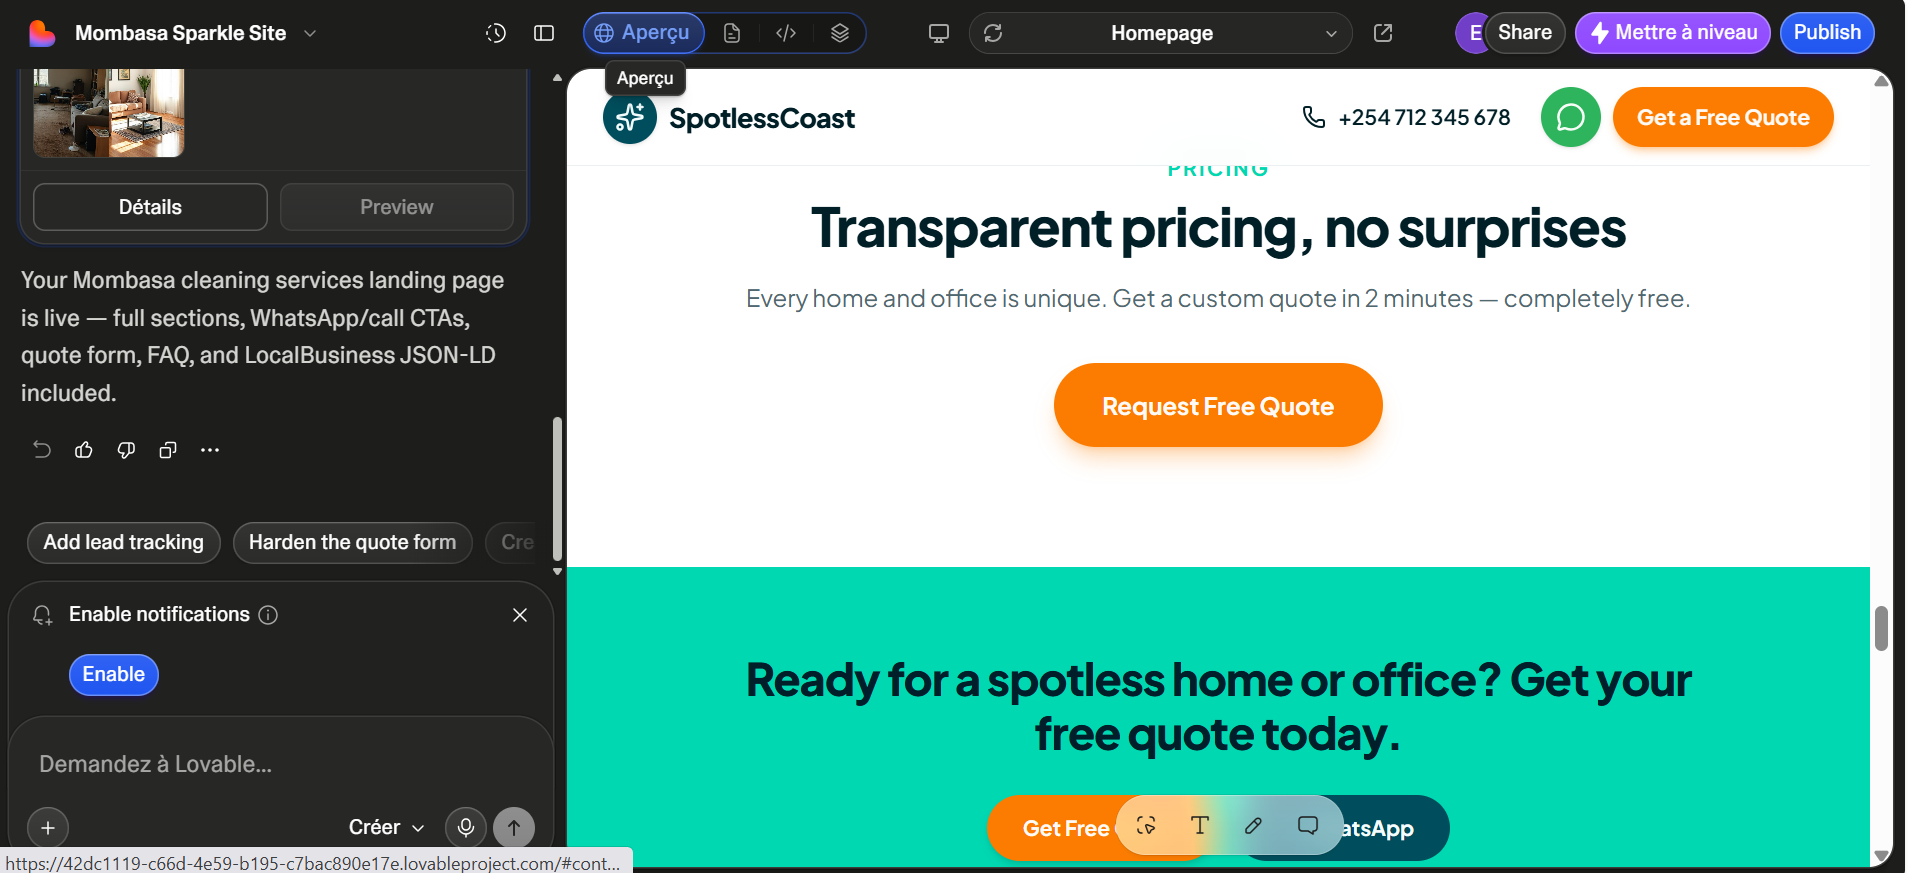 Mombasa Sparkle Site
Aperçu
Homepage
E
Share
Mettre à niveau
Publish
Aperçu
Détails
Preview
Your Mombasa cleaning services landing page
is live — full sections, WhatsApp/call CTAs,
quote form, FAQ, and LocalBusiness JSON-LD
included.
Add lead tracking
Harden the quote form
Cre
Enable notifications
Enable
Demandez à Lovable...
Créer
https://42dc1119-c66d-4e59-b195-c7bac890e17e.lovableproject.com/#cont...
SpotlessCoast
+254 712 345 678
Get a Free Quote
PRICING
Transparent pricing, no surprises
Every home and office is unique. Get a custom quote in 2 minutes — completely free.
Request Free Quote
Ready for a spotless home or office? Get your
free quote today.
Get Free
atsApp